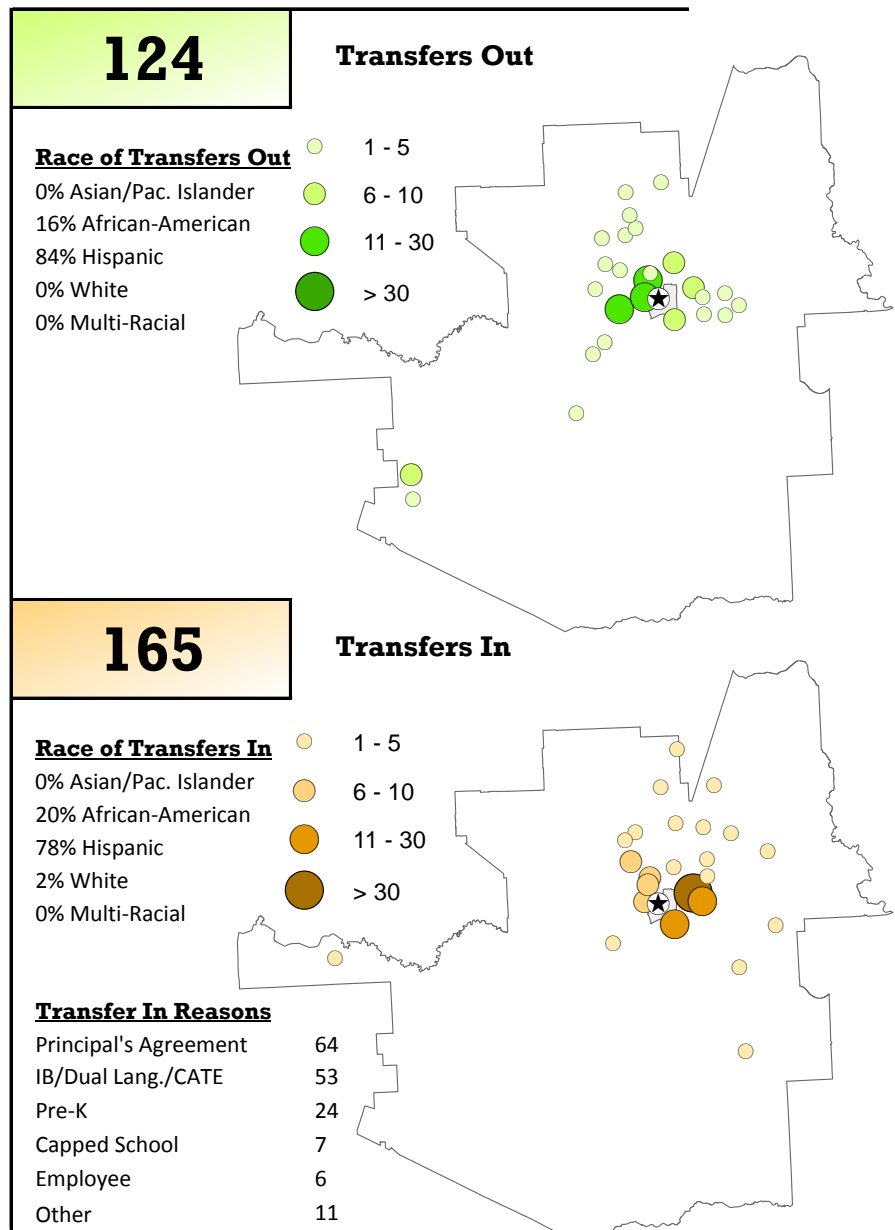 124
Transfers Out
Race of Transfers Out
0% Asian/Pac. Islander
16% African-American
84% Hispanic
0% White
0% Multi-Racial
1 - 5
6 - 10
11 - 30
> 30
165
Transfers In
Race of Transfers In
0% Asian/Pac. Islander
20% African-American
78% Hispanic
2% White
0% Multi-Racial
1 - 5
6 - 10
11 - 30
> 30
Transfer In Reasons
Principal's Agreement 64
IB/Dual Lang./CATE 53
Pre-K 24
Capped School 7
Employee 6
Other 11